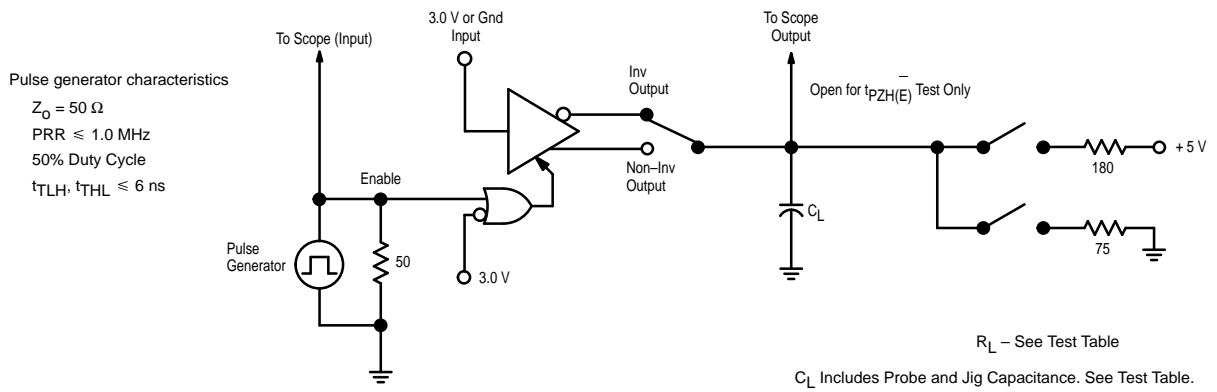 3.0 V or Gnd
Input
To Scope
Output
To Scope (Input)
Pulse generator characteristics
Zo = 50 Ω
PRR ≤ 1.0 MHz
50% Duty Cycle
tTLH, tTHL ≤ 6 ns
Inv
Output
Open for tPZH(E̅) Test Only
Non–Inv
Output
+ 5 V
180
Enable
CL
75
Pulse
Generator
50
3.0 V
RL – See Test Table
CL Includes Probe and Jig Capacitance. See Test Table.